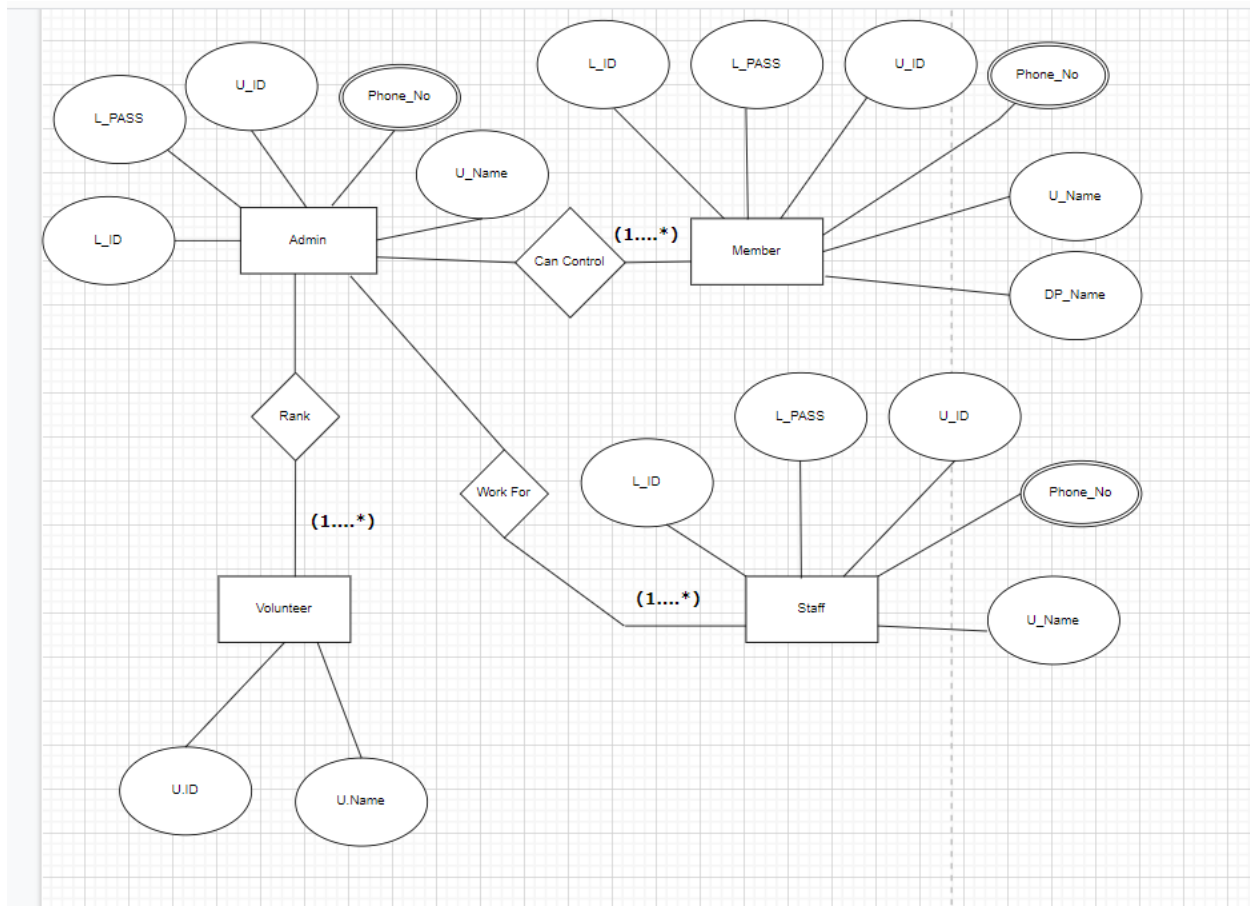 L_ID
L_PASS
U_ID
Phone_No
U_ID
Phone_No
L_PASS
U_Name
U_Name
L_ID
Admin
(1....*)
Member
Can Control
DP_Name
Rank
L_PASS
U_ID
L_ID
Work For
Phone_No
(1....*)
(1....*)
Volunteer
Staff
U_Name
U.ID
U.Name